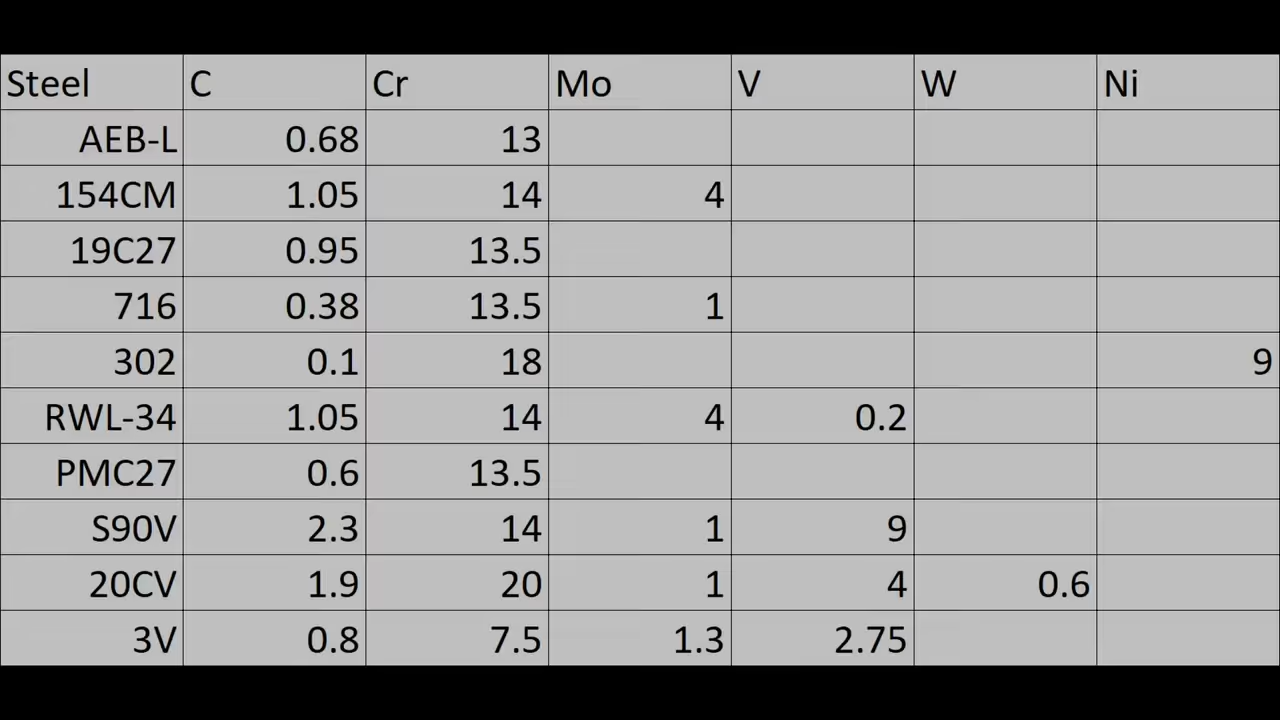 Steel C Cr Mo V W Ni
AEB-L 0.68 13
154CM 1.05 14 4
19C27 0.95 13.5
716 0.38 13.5 1
302 0.1 18 9
RWL-34 1.05 14 4 0.2
PMC27 0.6 13.5
S90V 2.3 14 1 9
20CV 1.9 20 1 4 0.6
3V 0.8 7.5 1.3 2.75